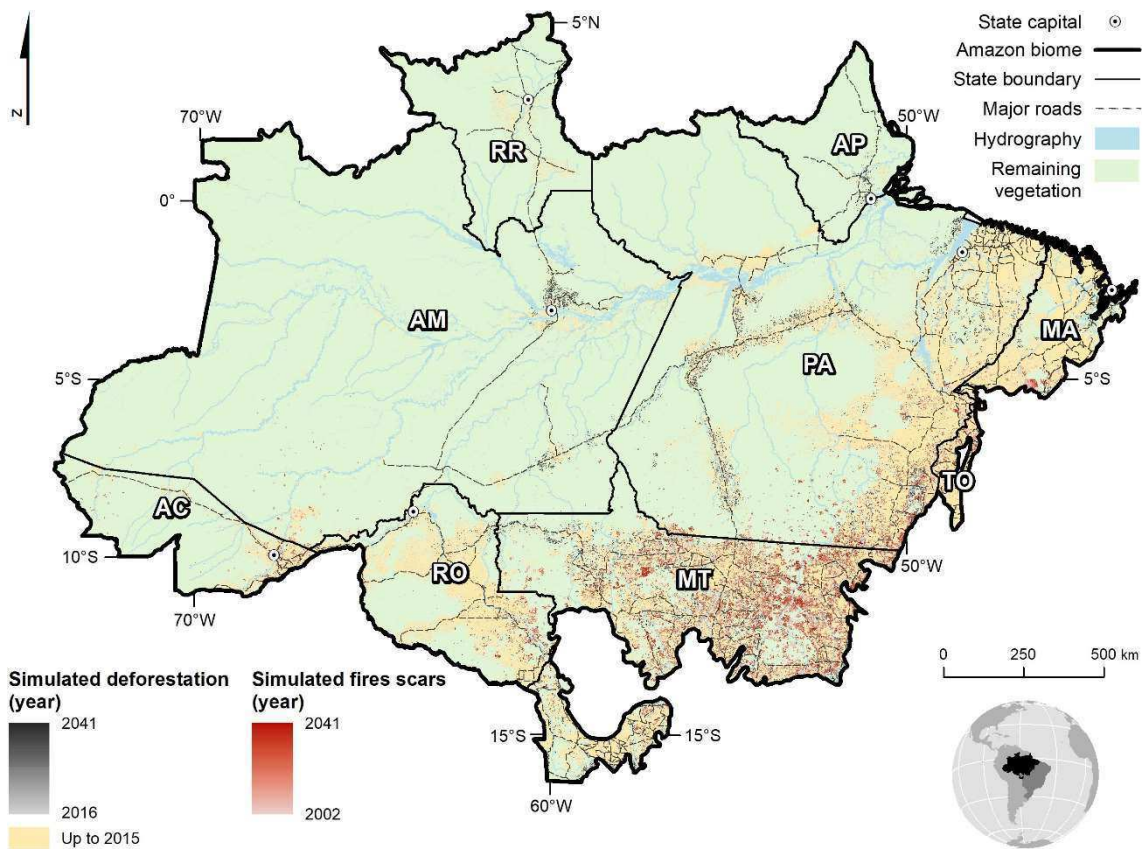 5°N
State capital
Amazon biome
State boundary
Major roads
Hydrography
Remaining
vegetation
N
70°W
50°W
RR
AP
0°
AM
PA
MA
5°S
5°S
TO
AC
10°S
RO
MT
50°W
70°W
0 250 500 km
Simulated deforestation
(year)
2041
2016
Up to 2015
Simulated fires scars
(year)
2041
2002
15°S
15°S
60°W